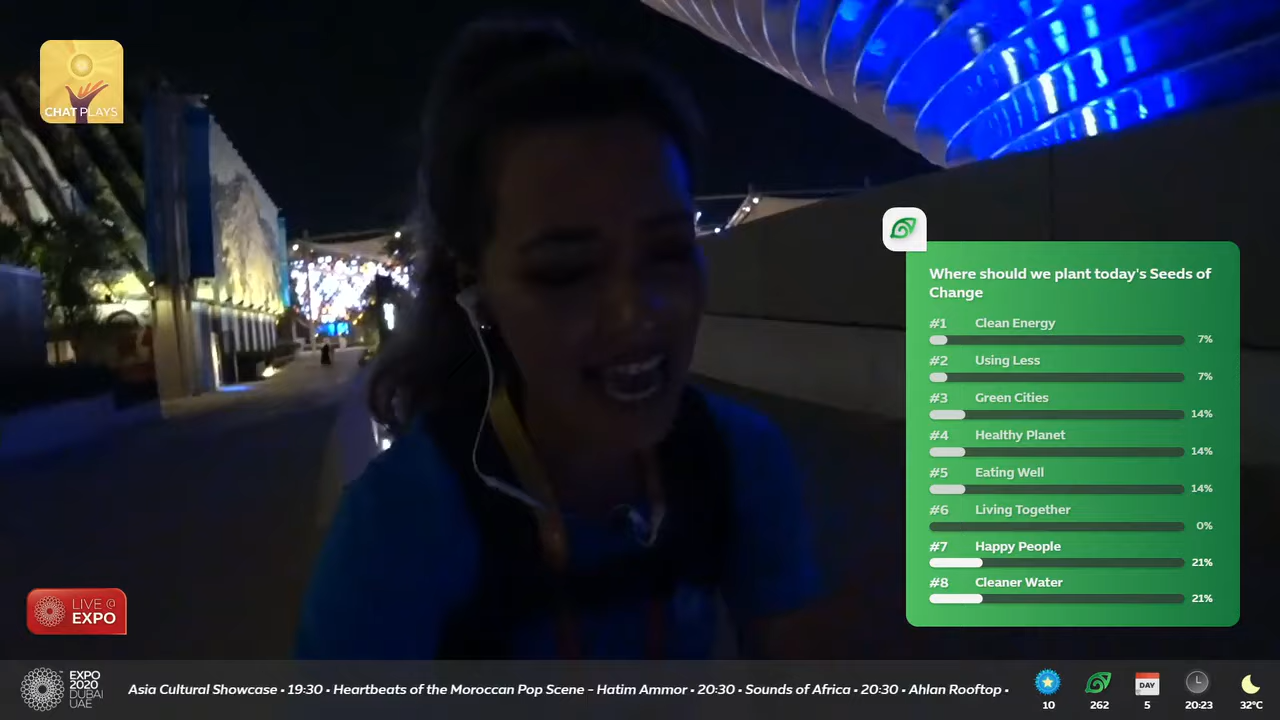 CHAT PLAYS
Where should we plant today's Seeds of
Change
#1 Clean Energy
7%
#2 Using Less
7%
#3 Green Cities
14%
#4 Healthy Planet
14%
#5 Eating Well
14%
#6 Living Together
0%
#7 Happy People
21%
#8 Cleaner Water
21%
LIVE @
EXPO
EXPO
2020
DUBAI
UAE
Asia Cultural Showcase • 19:30 • Heartbeats of the Moroccan Pop Scene - Hatim Ammor • 20:30 • Sounds of Africa • 20:30 • Ahlan Rooftop •
DAY
10 262 5 20:23 32°C